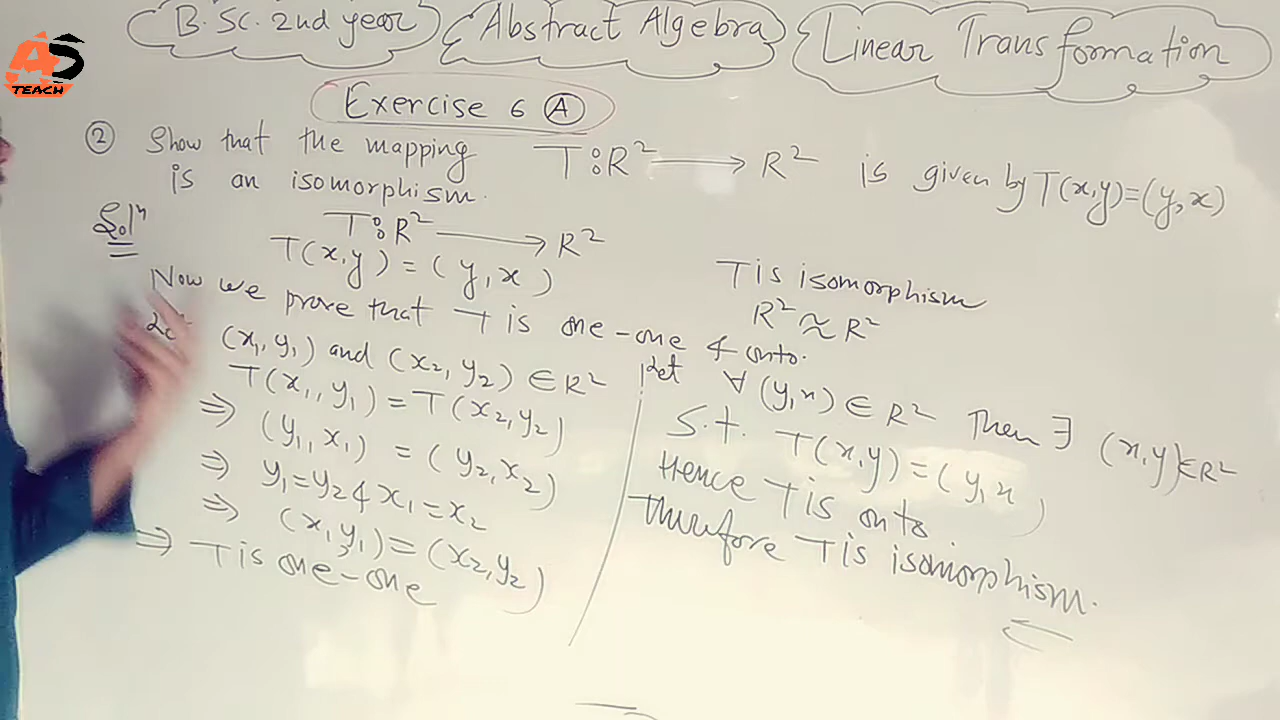 B.Sc. 2nd year Abstract Algebra Linear Transformation
AS
TEACH
Exercise 6 (A)
② Show that the mapping T:R² → R² is given by T(x,y)=(y,x)
is an isomorphism.
Solⁿ T:R² → R²
T(x,y) = (y,x)
Now we prove that T is one-one & onto.
(x₁,y₁) and (x₂,y₂) ∈ R²
T(x₁,y₁) = T(x₂,y₂)
⇒ (y₁,x₁) = (y₂,x₂)
⇒ y₁=y₂ & x₁=x₂
⇒ (x₁,y₁) = (x₂,y₂)
⇒ T is one-one
T is isomorphism
R² ≈ R²
Let ∀ (y,x) ∈ R² Then ∃ (x,y)∈R²
S.t. T(x,y) = (y,x)
Hence T is onto.
therefore T is isomorphism.